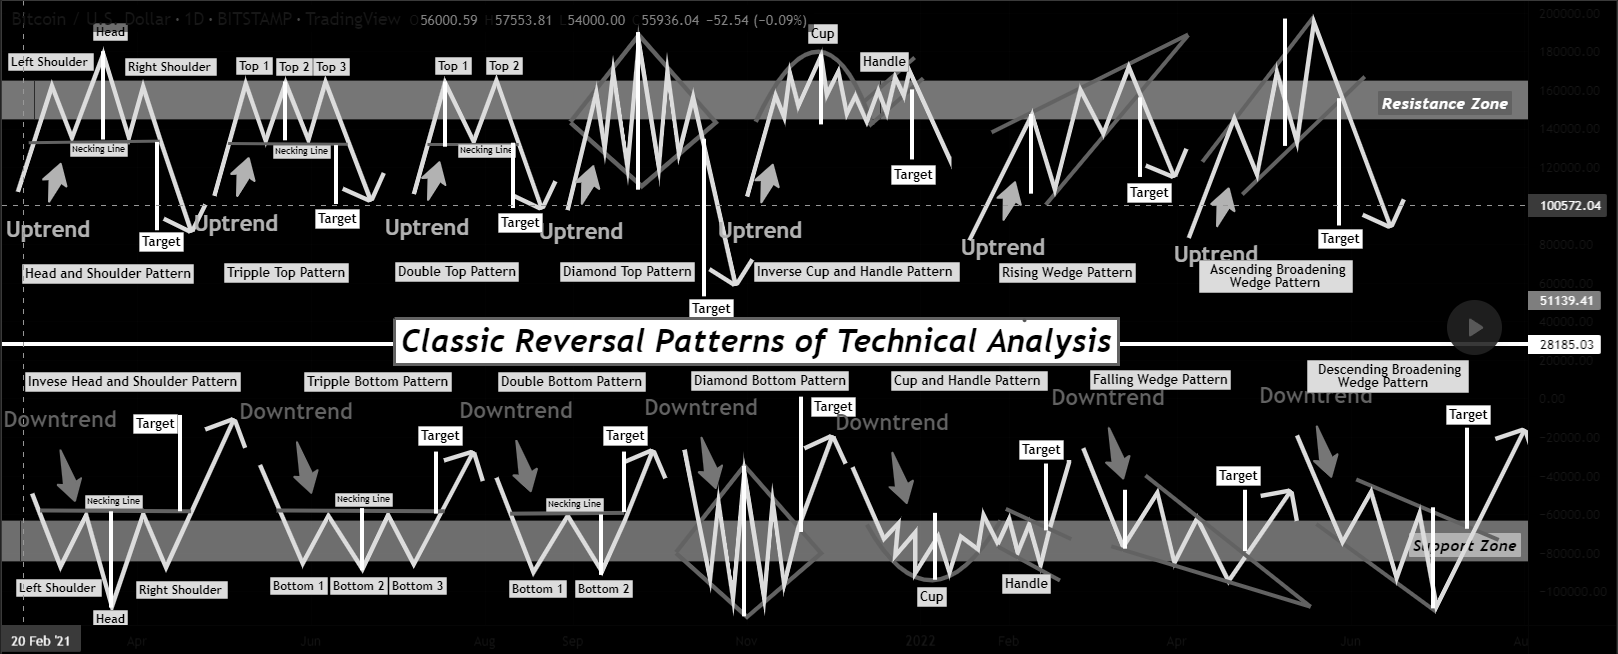 Bitcoin / U.S. Dollar • 1D • BITSTAMP • TradingView O56000.59 H57553.81 L54000.00 C55936.04 −52.54 (−0.09%)
Head
Left Shoulder
Right Shoulder
Necking Line
Uptrend
Target
Head and Shoulder Pattern
Top 1
Top 2
Top 3
Necking Line
Uptrend
Target
Tripple Top Pattern
Top 1
Top 2
Necking Line
Uptrend
Target
Double Top Pattern
Uptrend
Target
Diamond Top Pattern
Cup
Handle
Uptrend
Target
Inverse Cup and Handle Pattern
Uptrend
Target
Rising Wedge Pattern
Uptrend
Target
Ascending Broadening
Wedge Pattern
Resistance Zone
Classic Reversal Patterns of Technical Analysis
Invese Head and Shoulder Pattern
Downtrend
Target
Necking Line
Left Shoulder
Right Shoulder
Head
Tripple Bottom Pattern
Downtrend
Target
Necking Line
Bottom 1
Bottom 2
Bottom 3
Double Bottom Pattern
Downtrend
Target
Necking Line
Bottom 1
Bottom 2
Diamond Bottom Pattern
Downtrend
Target
Cup and Handle Pattern
Downtrend
Target
Cup
Handle
Falling Wedge Pattern
Downtrend
Target
Descending Broadening
Wedge Pattern
Downtrend
Target
Support Zone
200000.00
180000.00
160000.00
140000.00
120000.00
100572.04
80000.00
60000.00
51139.41
40000.00
28185.03
20000.00
0.00
−20000.00
−40000.00
−60000.00
−80000.00
−100000.00
20 Feb '21
Apr
Jun
Aug
Sep
Nov
2022
Feb
Apr
Jun
Au